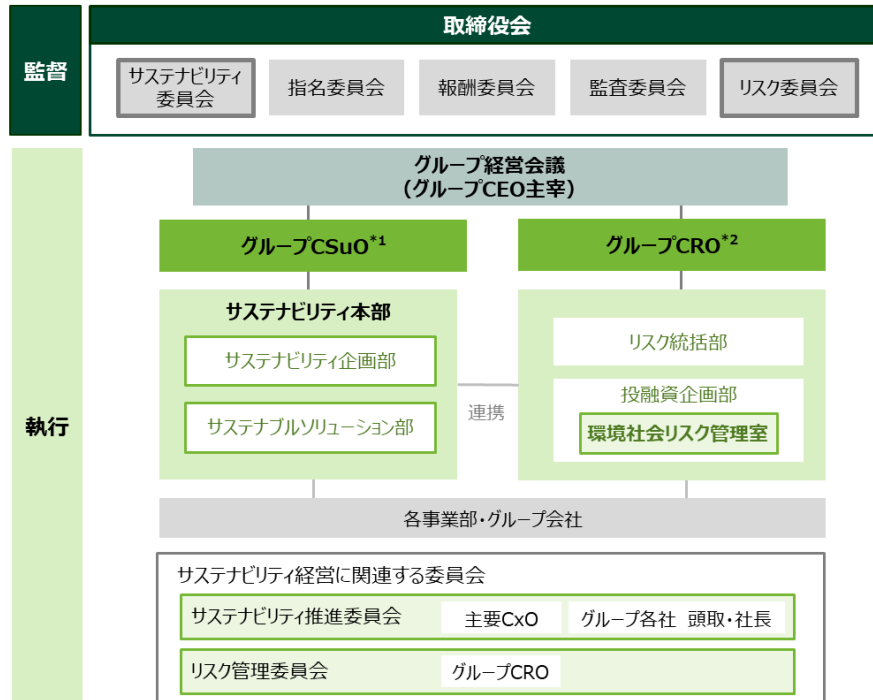 取締役会
監督
サステナビリティ
委員会
指名委員会
報酬委員会
監査委員会
リスク委員会
グループ経営会議
（グループCEO主宰）
グループCSuO*1
グループCRO*2
サステナビリティ本部
サステナビリティ企画部
サステナブルソリューション部
連携
リスク統括部
投融資企画部
環境社会リスク管理室
執行
各事業部・グループ会社
サステナビリティ経営に関連する委員会
サステナビリティ推進委員会 主要CxO グループ各社 頭取・社長
リスク管理委員会 グループCRO